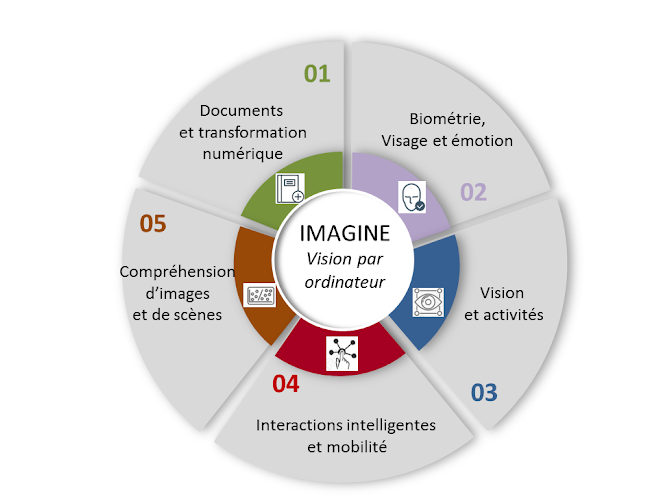 IMAGINE
Vision par
ordinateur
01
Documents
et transformation
numérique
Biométrie,
Visage et émotion
02
Vision
et activités
03
04
Interactions intelligentes
et mobilité
05
Compréhension
d'images
et de scènes